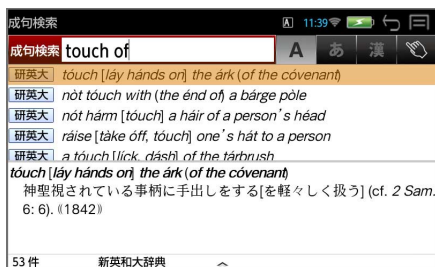 成句検索 A 11:39
成句検索 touch of A あ 漢
研英大 tóuch [láy hánds on] the árk (of the cóvenant)
研英大 nòt tóuch with (the énd of) a bárge pòle
研英大 nót hárm [tóuch] a háir of a person's héad
研英大 ráise [tàke óff, tóuch] one's hát to a person
研英大 a tóuch [líck, dásh] of the tárbrush
tóuch [láy hánds on] the árk (of the cóvenant)
神聖視されている事柄に手出しをする[を軽々しく扱う] (cf. 2 Sam.
6: 6).《1842》
53 件 新英和大辞典